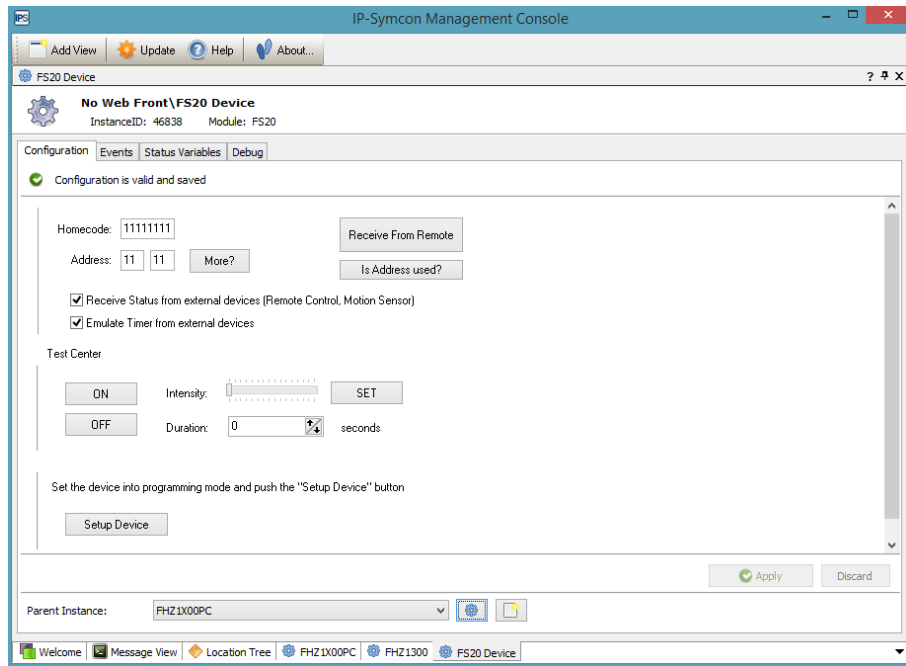 IPS IP-Symcon Management Console
Add View Update Help About...
FS20 Device ?
No Web Front\FS20 Device
InstanceID: 46838 Module: FS20
Configuration Events Status Variables Debug
Configuration is valid and saved
Homecode: 11111111 Receive From Remote
Address: 11 11 More? Is Address used?
Receive Status from external devices (Remote Control, Motion Sensor)
Emulate Timer from external devices
Test Center
ON Intensity: SET
OFF Duration: 0 seconds
Set the device into programming mode and push the "Setup Device" button
Setup Device
Apply Discard
Parent Instance: FHZ1X00PC
Welcome Message View Location Tree FHZ1X00PC FHZ1300 FS20 Device